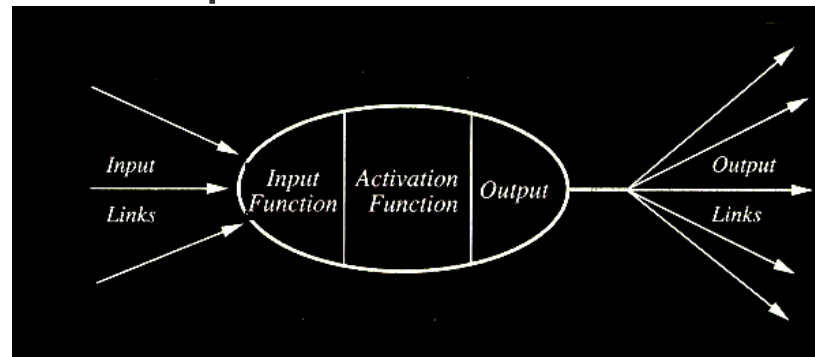 Input
Links
Input
Function
Activation
Function
Output
Output
Links